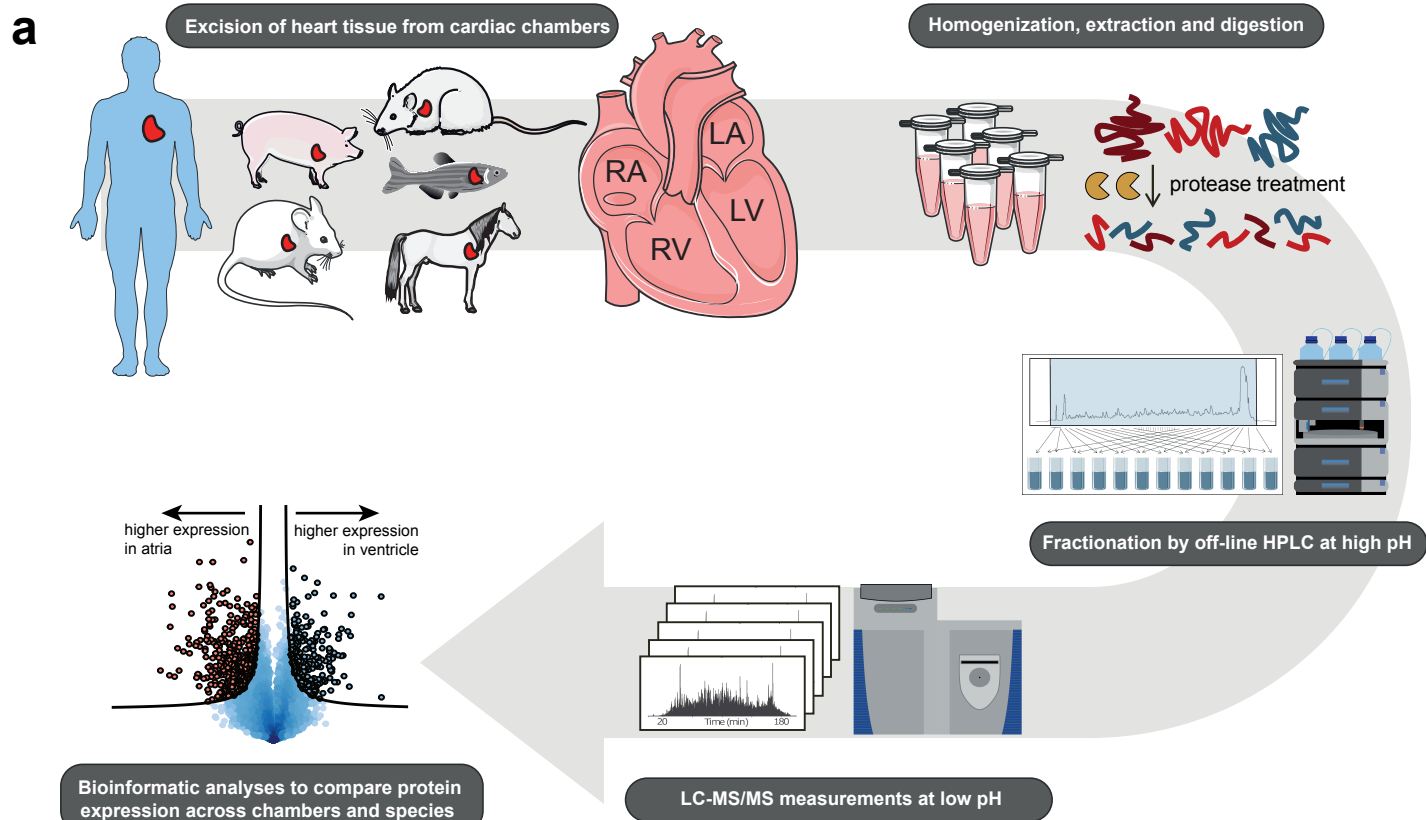 a
Excision of heart tissue from cardiac chambers
Homogenization, extraction and digestion
LA
RA
LV
RV
protease treatment
Fractionation by off-line HPLC at high pH
higher expression
in atria
higher expression
in ventricle
20 Time (min) 180
Bioinformatic analyses to compare protein
expression across chambers and species
LC-MS/MS measurements at low pH